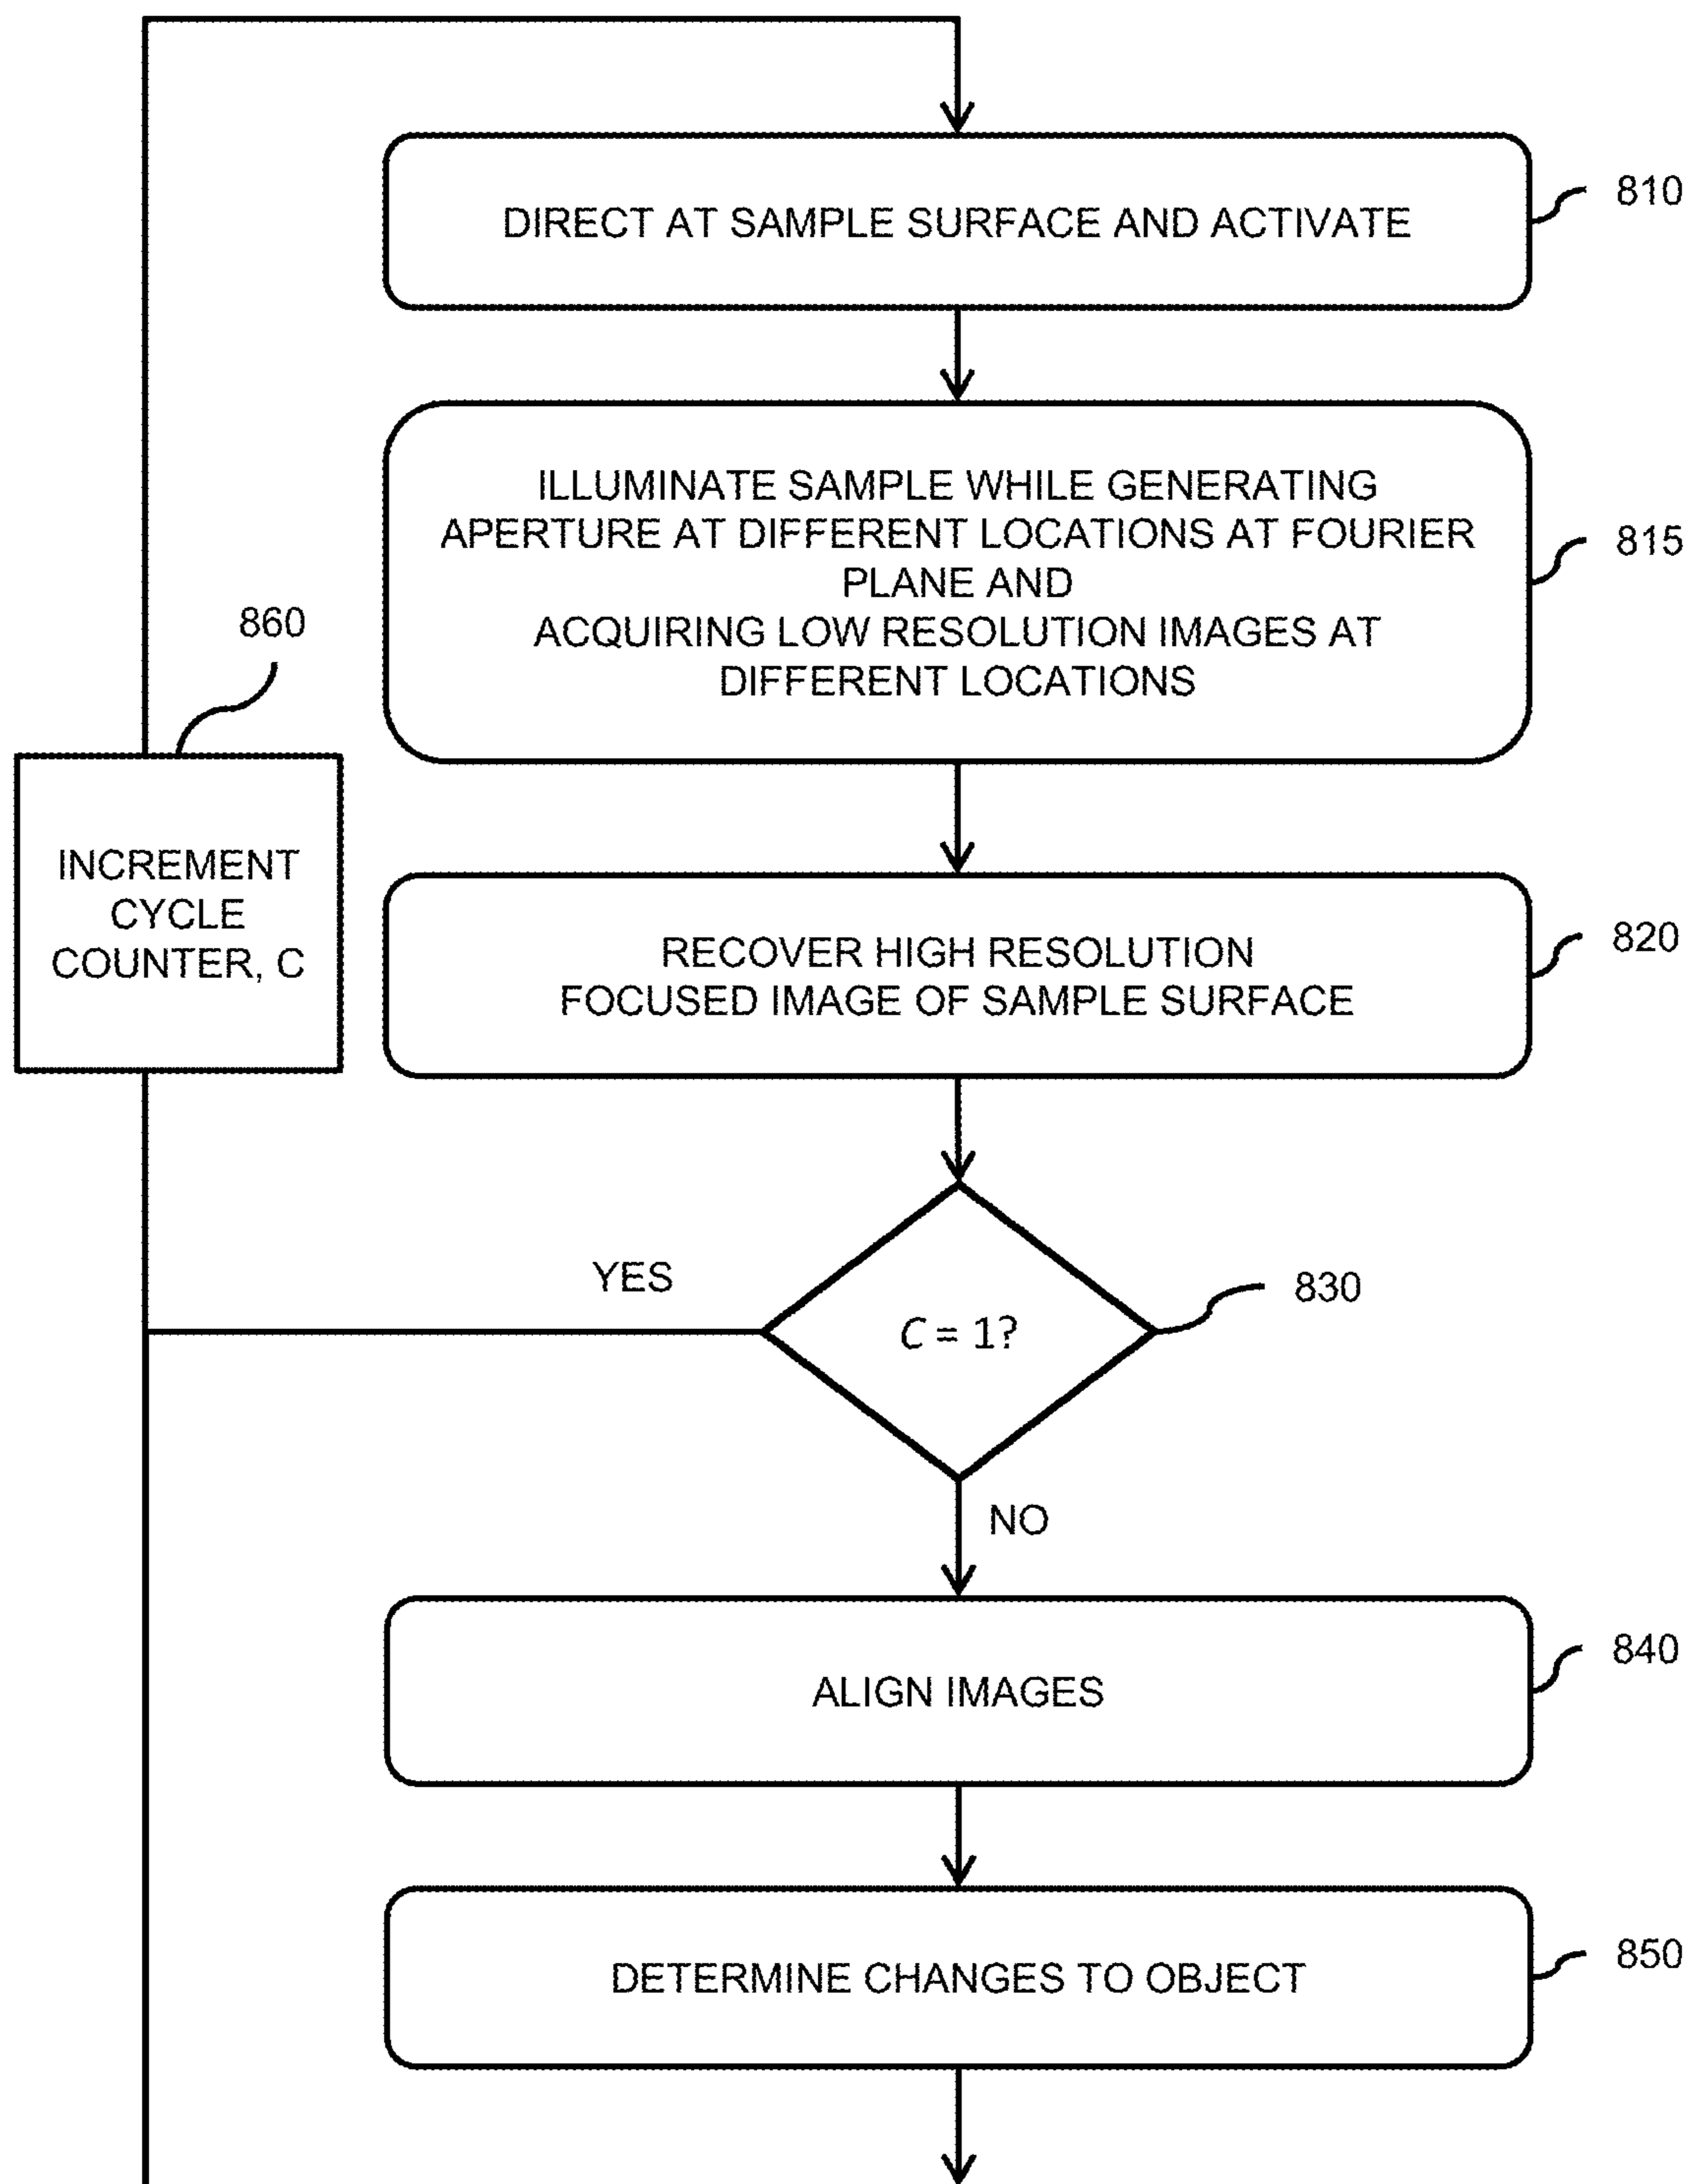 DIRECT AT SAMPLE SURFACE AND ACTIVATE
810
ILLUMINATE SAMPLE WHILE GENERATING
APERTURE AT DIFFERENT LOCATIONS AT FOURIER
PLANE AND
ACQUIRING LOW RESOLUTION IMAGES AT
DIFFERENT LOCATIONS
815
860
INCREMENT
CYCLE
COUNTER, C
RECOVER HIGH RESOLUTION
FOCUSED IMAGE OF SAMPLE SURFACE
820
YES
C = 1?
830
NO
ALIGN IMAGES
840
DETERMINE CHANGES TO OBJECT
850